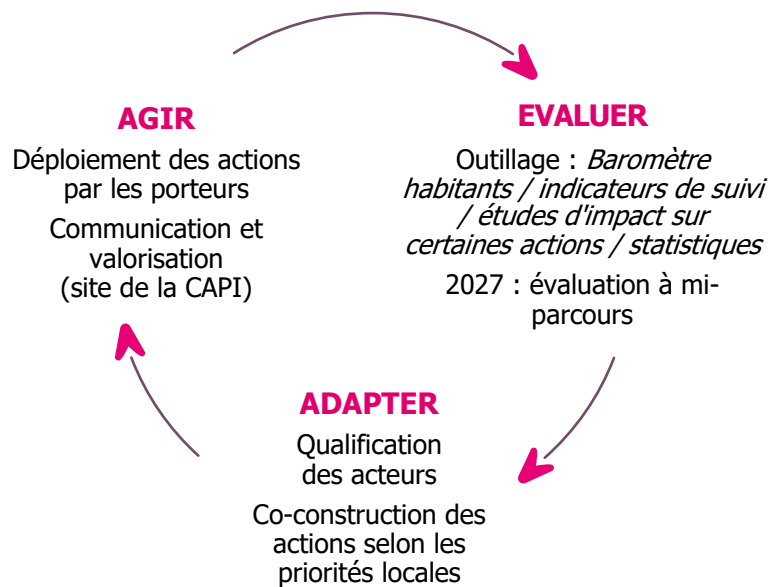 AGIR
Déploiement des actions
par les porteurs
Communication et
valorisation
(site de la CAPI)
EVALUER
Outillage : Baromètre
habitants / indicateurs de suivi
/ études d'impact sur
certaines actions / statistiques
2027 : évaluation à mi-
parcours
ADAPTER
Qualification
des acteurs
Co-construction des
actions selon les
priorités locales